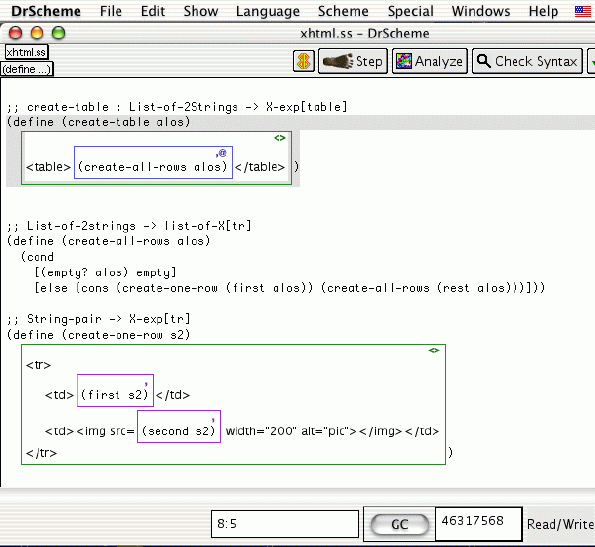 DrScheme File Edit Show Language Scheme Special Windows Help
xhtml.ss - DrScheme
xhtml.ss
(define ...)
Step Analyze Check Syntax
;; create-table : List-of-2Strings -> X-exp[table]
(define (create-table alos)
<>
,@
<table> (create-all-rows alos) </table> )
;; List-of-2strings -> list-of-X[tr]
(define (create-all-rows alos)
(cond
[(empty? alos) empty]
[else (cons (create-one-row (first alos)) (create-all-rows (rest alos)))]))
;; String-pair -> X-exp[tr]
(define (create-one-row s2)
<>
<tr>
,
<td> (first s2) </td>
,
<td><img src= (second s2) width="200" alt="pic"></img></td>
</tr> )
8:5 GC 46317568 Read/Write